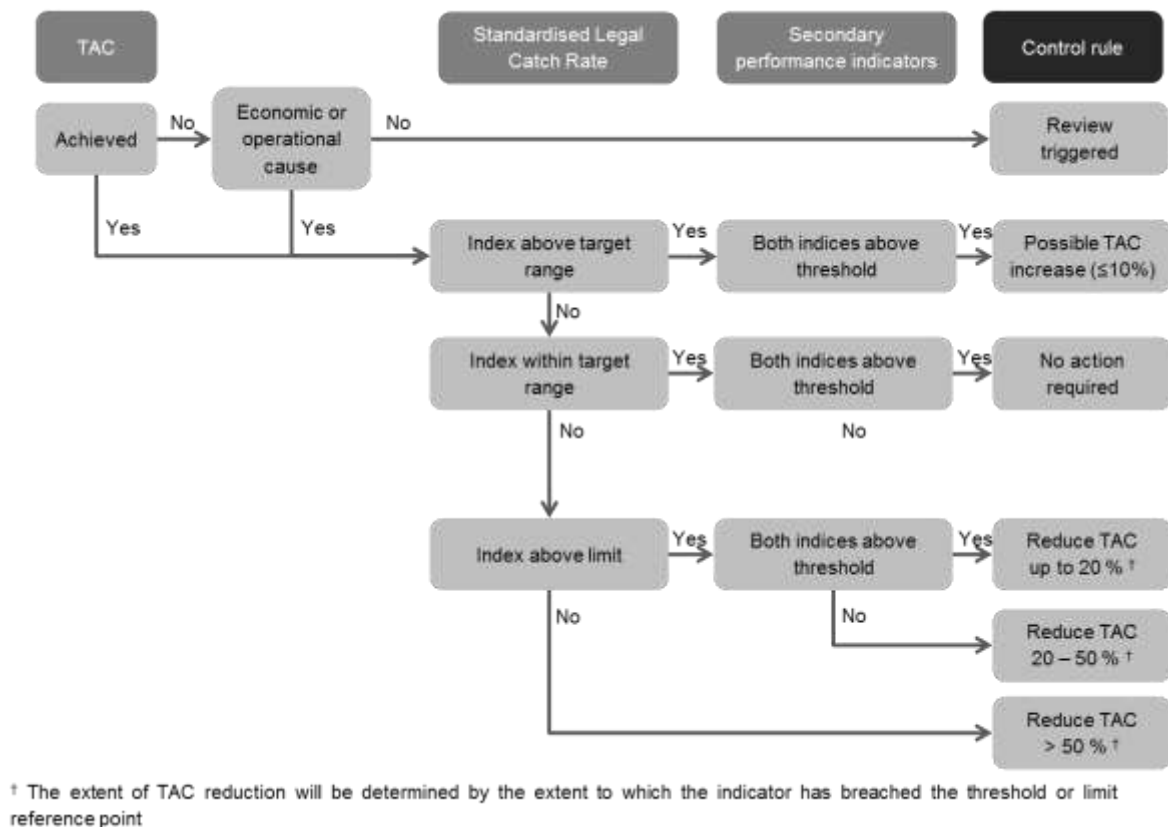 TAC
Standardised Legal
Catch Rate
Secondary
performance indicators
Control rule
Achieved
No
Economic or
operational
cause
No
Review
triggered
Yes
Yes
Index above target
range
Yes
Both indices above
threshold
Yes
Possible TAC
increase (≤10%)
No
Index within target
range
Yes
Both indices above
threshold
Yes
No action
required
No
No
Index above limit
Yes
Both indices above
threshold
Yes
Reduce TAC
up to 20 % †
No
No
Reduce TAC
20 – 50 % †
Reduce TAC
> 50 % †
† The extent of TAC reduction will be determined by the extent to which the indicator has breached the threshold or limit
reference point